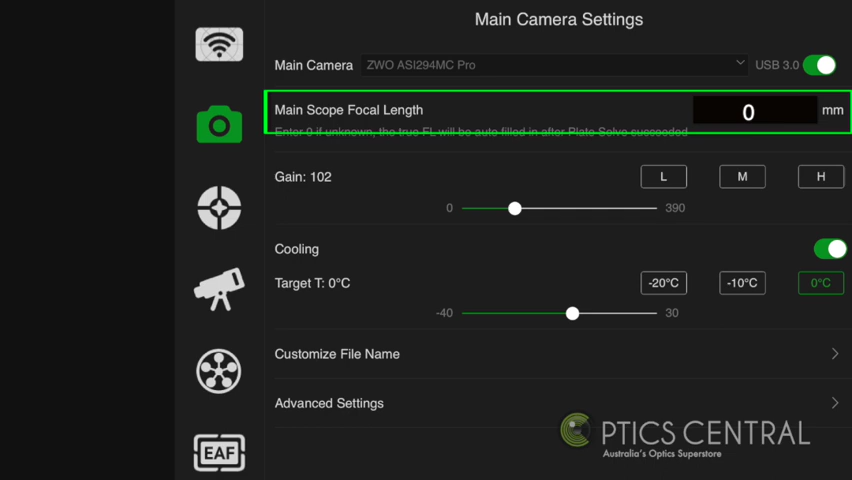 Main Camera Settings
Main Camera ZWO ASI294MC Pro USB 3.0
Main Scope Focal Length 0 mm
Enter 0 if unknown, the true FL will be auto filled in after Plate Solve succeeded
Gain: 102 L M H
0 390
Cooling
Target T: 0°C -20°C -10°C 0°C
-40 30
Customize File Name
Advanced Settings
EAF
OPTICS CENTRAL
Australia's Optics Superstore